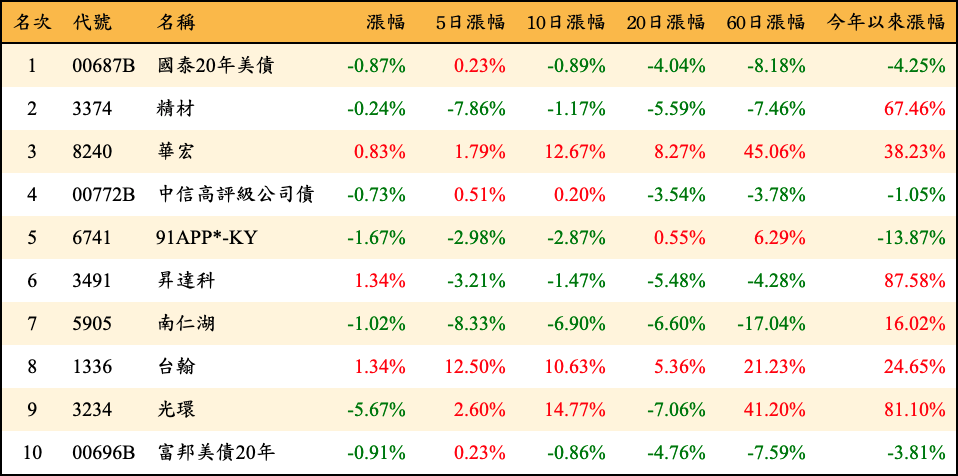 名次 代號 名稱 漲幅 5日漲幅 10日漲幅 20日漲幅 60日漲幅 今年以來漲幅
1 00687B 國泰20年美債 -0.87% 0.23% -0.89% -4.04% -8.18% -4.25%
2 3374 精材 -0.24% -7.86% -1.17% -5.59% -7.46% 67.46%
3 8240 華宏 0.83% 1.79% 12.67% 8.27% 45.06% 38.23%
4 00772B 中信高評級公司債 -0.73% 0.51% 0.20% -3.54% -3.78% -1.05%
5 6741 91APP*-KY -1.67% -2.98% -2.87% 0.55% 6.29% -13.87%
6 3491 昇達科 1.34% -3.21% -1.47% -5.48% -4.28% 87.58%
7 5905 南仁湖 -1.02% -8.33% -6.90% -6.60% -17.04% 16.02%
8 1336 台翰 1.34% 12.50% 10.63% 5.36% 21.23% 24.65%
9 3234 光環 -5.67% 2.60% 14.77% -7.06% 41.20% 81.10%
10 00696B 富邦美債20年 -0.91% 0.23% -0.86% -4.76% -7.59% -3.81%